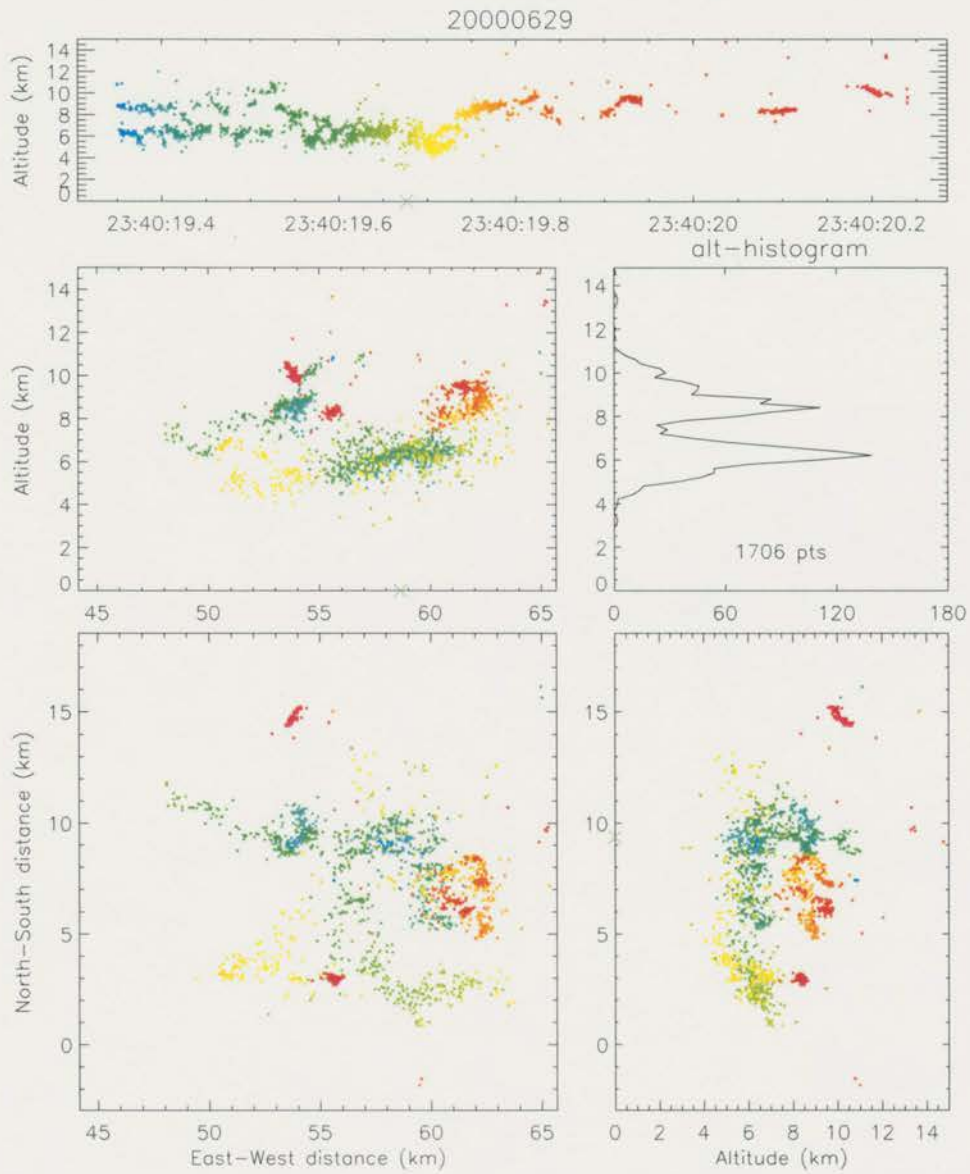 20000629
Altitude (km)
14
12
10
8
6
4
2
0
23:40:19.4 23:40:19.6 23:40:19.8 23:40:20 23:40:20.2
alt-histogram
Altitude (km)
14
12
10
8
6
4
2
0
45 50 55 60 65
14
12
10
8
6
4
2
0
1706 pts
0 60 120 180
North-South distance (km)
15
10
5
0
45 50 55 60 65
East-West distance (km)
15
10
5
0
0 2 4 6 8 10 12 14
Altitude (km)